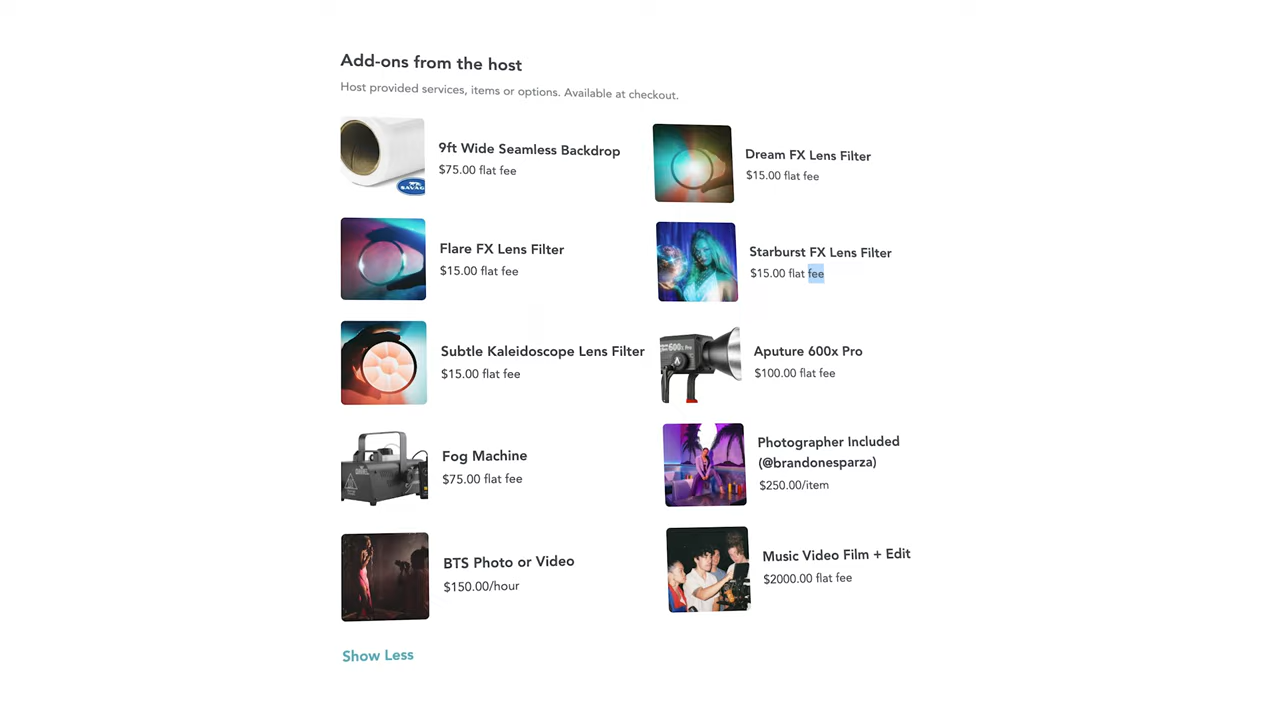 Add-ons from the host
Host provided services, items or options. Available at checkout.
9ft Wide Seamless Backdrop
$75.00 flat fee
SAVAG
Dream FX Lens Filter
$15.00 flat fee
Flare FX Lens Filter
$15.00 flat fee
Starburst FX Lens Filter
$15.00 flat fee
Subtle Kaleidoscope Lens Filter
$15.00 flat fee
600x Pro
Aputure 600x Pro
$100.00 flat fee
Fog Machine
$75.00 flat fee
Photographer Included
(@brandonesparza)
$250.00/item
BTS Photo or Video
$150.00/hour
Music Video Film + Edit
$2000.00 flat fee
Show Less